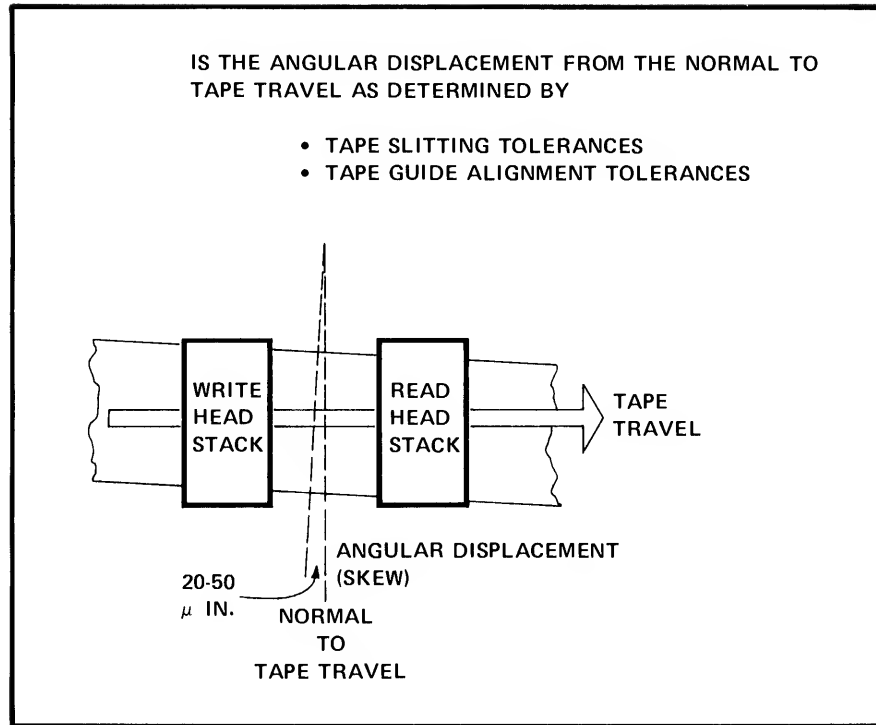 IS THE ANGULAR DISPLACEMENT FROM THE NORMAL TO
TAPE TRAVEL AS DETERMINED BY
• TAPE SLITTING TOLERANCES
• TAPE GUIDE ALIGNMENT TOLERANCES
WRITE
HEAD
STACK
READ
HEAD
STACK
TAPE
TRAVEL
ANGULAR DISPLACEMENT
(SKEW)
20-50
μ IN.
NORMAL
TO
TAPE TRAVEL